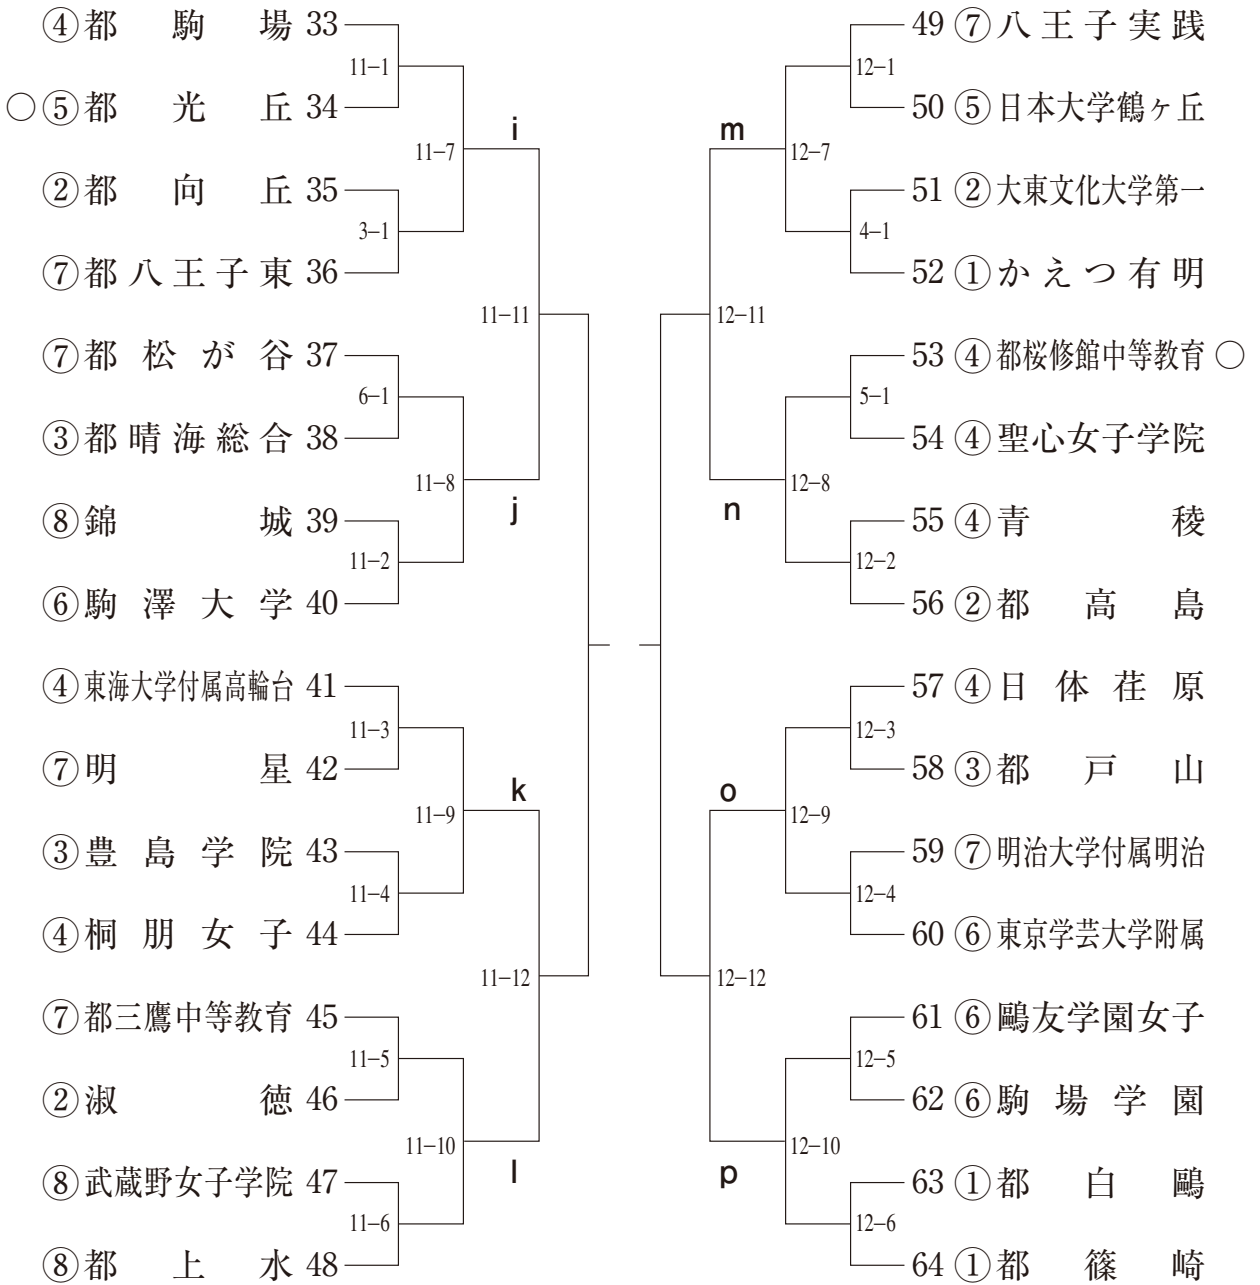 ④都駒場 33
11-1
○⑤都光丘 34
i
11-7
②都向丘 35
3-1
⑦都八王子東 36
11-11
⑦都松が谷 37
6-1
③都晴海総合 38
11-8
j
⑧錦城 39
11-2
⑥駒澤大学 40
④東海大学付属高輪台 41
11-3
⑦明星 42
k
11-9
③豊島学院 43
11-4
④桐朋女子 44
11-12
⑦都三鷹中等教育 45
11-5
②淑徳 46
11-10
l
⑧武蔵野女子学院 47
11-6
⑧都上水 48
49 ⑦八王子実践
12-1
50 ⑤日本大学鶴ヶ丘
m
12-7
51 ②大東文化大学第一
4-1
52 ①かえつ有明
12-11
53 ④都桜修館中等教育 ○
5-1
54 ④聖心女子学院
12-8
n
55 ④青稜
12-2
56 ②都高島
57 ④日体荏原
12-3
58 ③都戸山
o
12-9
59 ⑦明治大学付属明治
12-4
60 ⑥東京学芸大学附属
12-12
61 ⑥鷗友学園女子
12-5
62 ⑥駒場学園
12-10
p
63 ①都白鷗
12-6
64 ①都篠崎